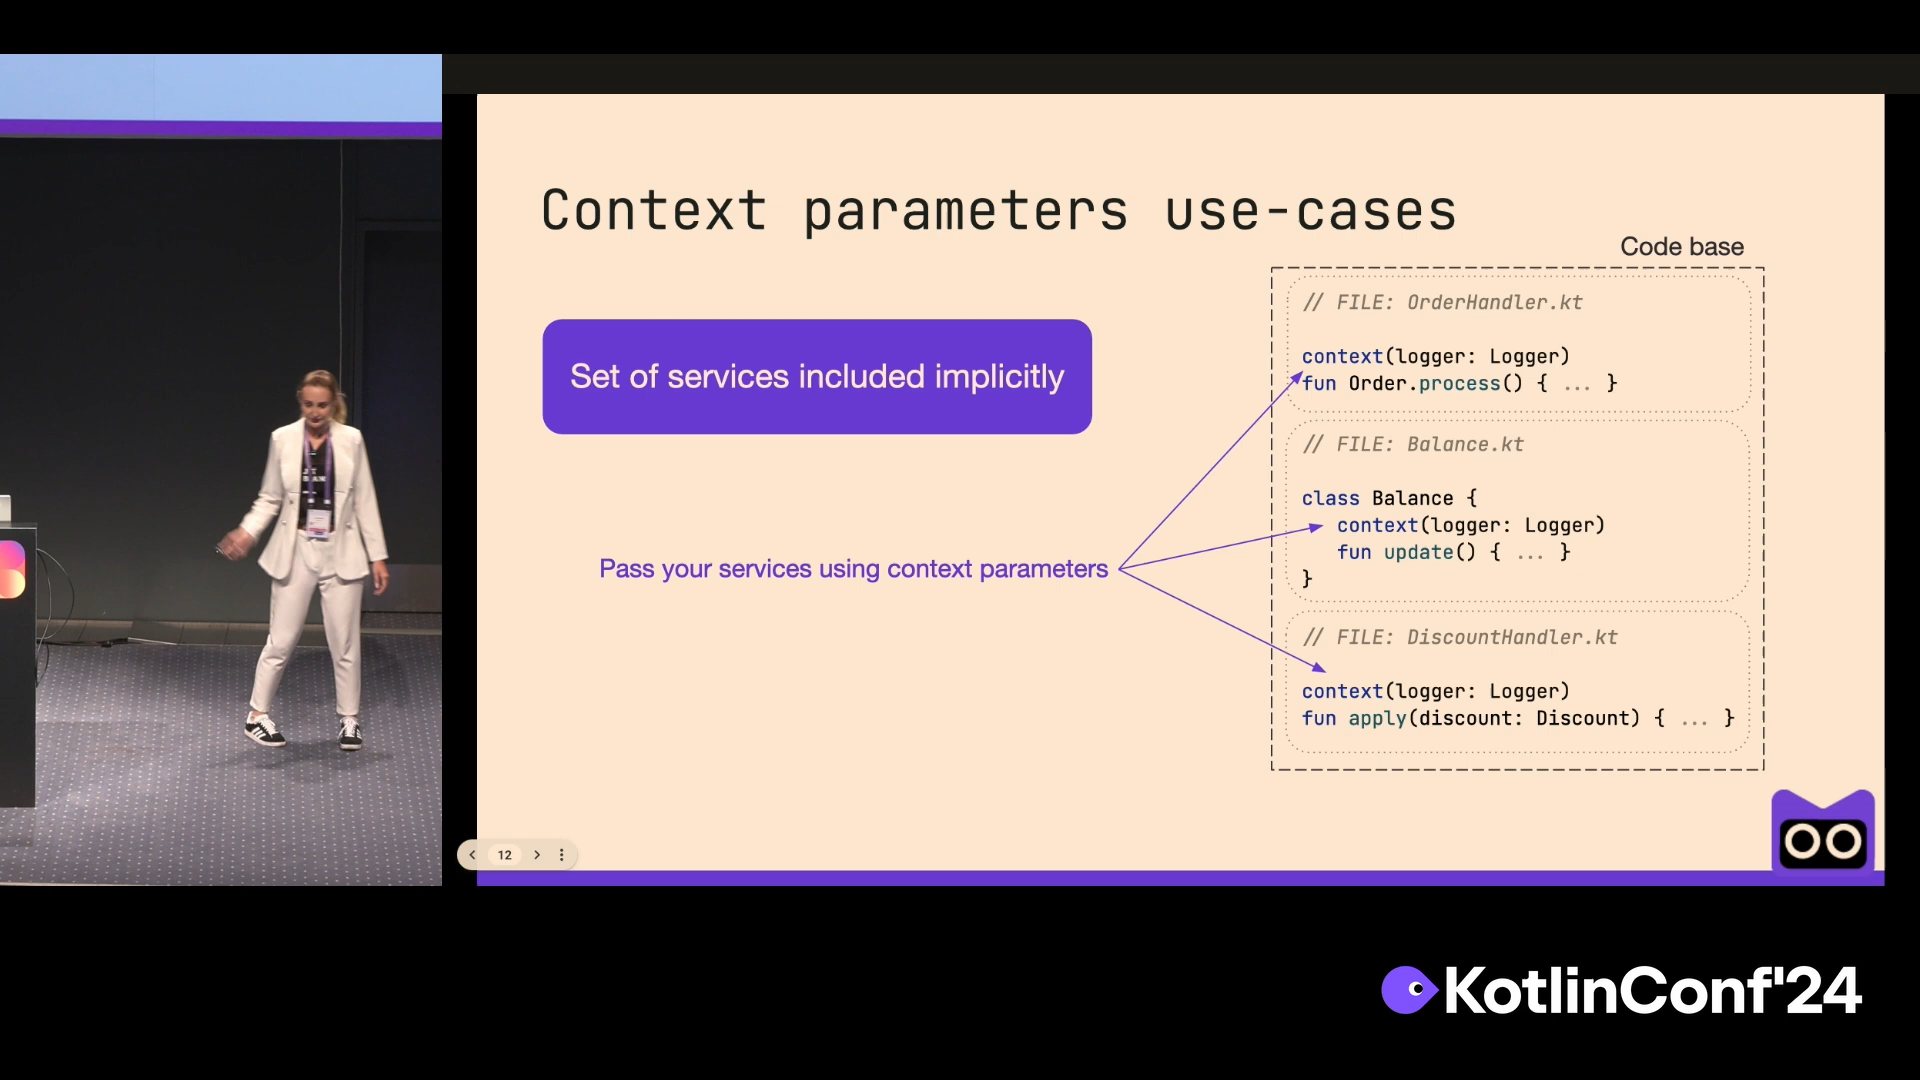 Context parameters use-cases
Code base
Set of services included implicitly
Pass your services using context parameters
// FILE: OrderHandler.kt
context(logger: Logger)
fun Order.process() { ... }
// FILE: Balance.kt
class Balance {
context(logger: Logger)
fun update() { ... }
}
// FILE: DiscountHandler.kt
context(logger: Logger)
fun apply(discount: Discount) { ... }
12
KotlinConf'24